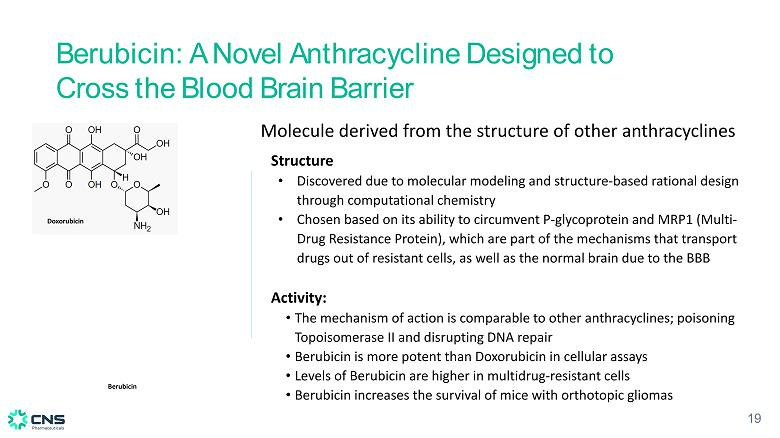 Berubicin: A Novel Anthracycline Designed to
Cross the Blood Brain Barrier
O OH O
OH
OH
O O OH O H
O
OH
NH2
Doxorubicin
Berubicin
Molecule derived from the structure of other anthracyclines
Structure
• Discovered due to molecular modeling and structure-based rational design
through computational chemistry
• Chosen based on its ability to circumvent P-glycoprotein and MRP1 (Multi-
Drug Resistance Protein), which are part of the mechanisms that transport
drugs out of resistant cells, as well as the normal brain due to the BBB
Activity:
• The mechanism of action is comparable to other anthracyclines; poisoning
Topoisomerase II and disrupting DNA repair
• Berubicin is more potent than Doxorubicin in cellular assays
• Levels of Berubicin are higher in multidrug-resistant cells
• Berubicin increases the survival of mice with orthotopic gliomas
CNS
Pharmaceuticals
19